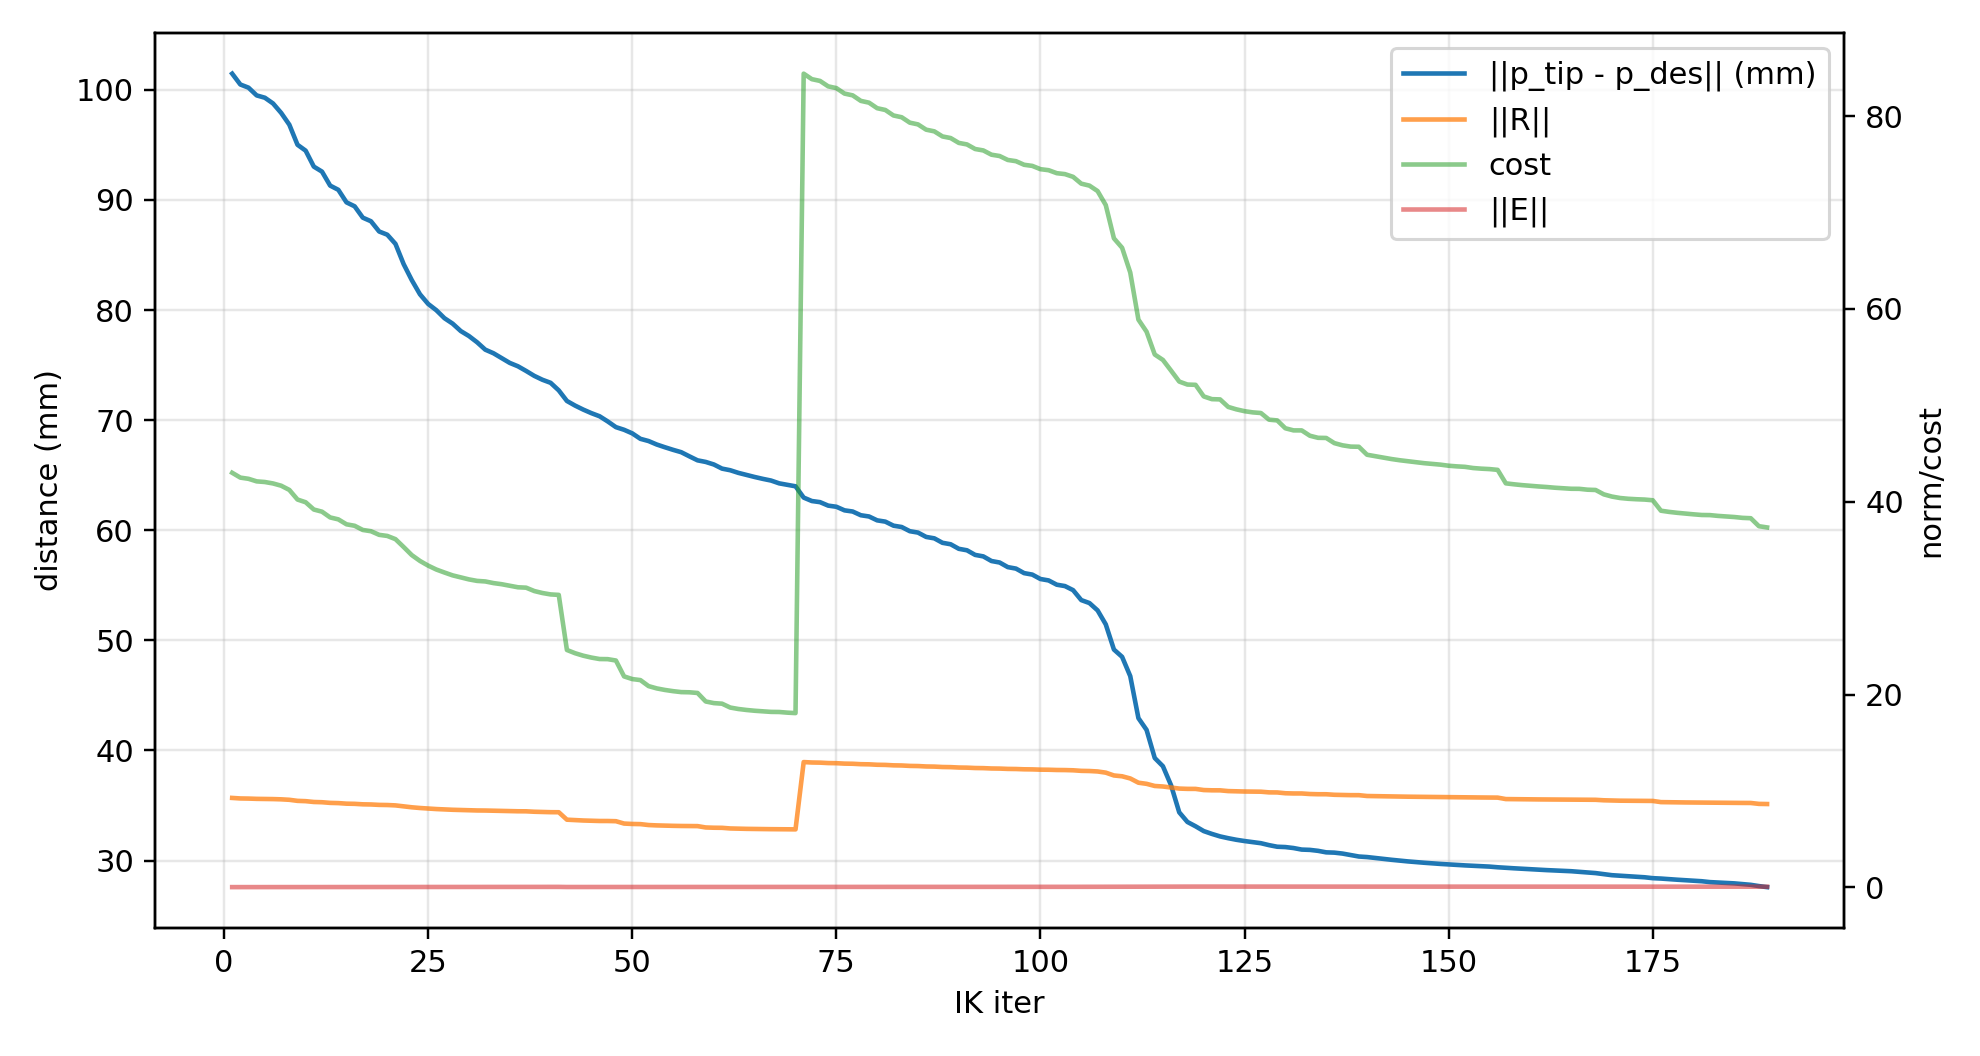 ||p_tip - p_des|| (mm)
||R||
cost
||E||
distance (mm)
100
90
80
70
60
50
40
30
norm/cost
80
60
40
20
0
0 25 50 75 100 125 150 175
IK iter